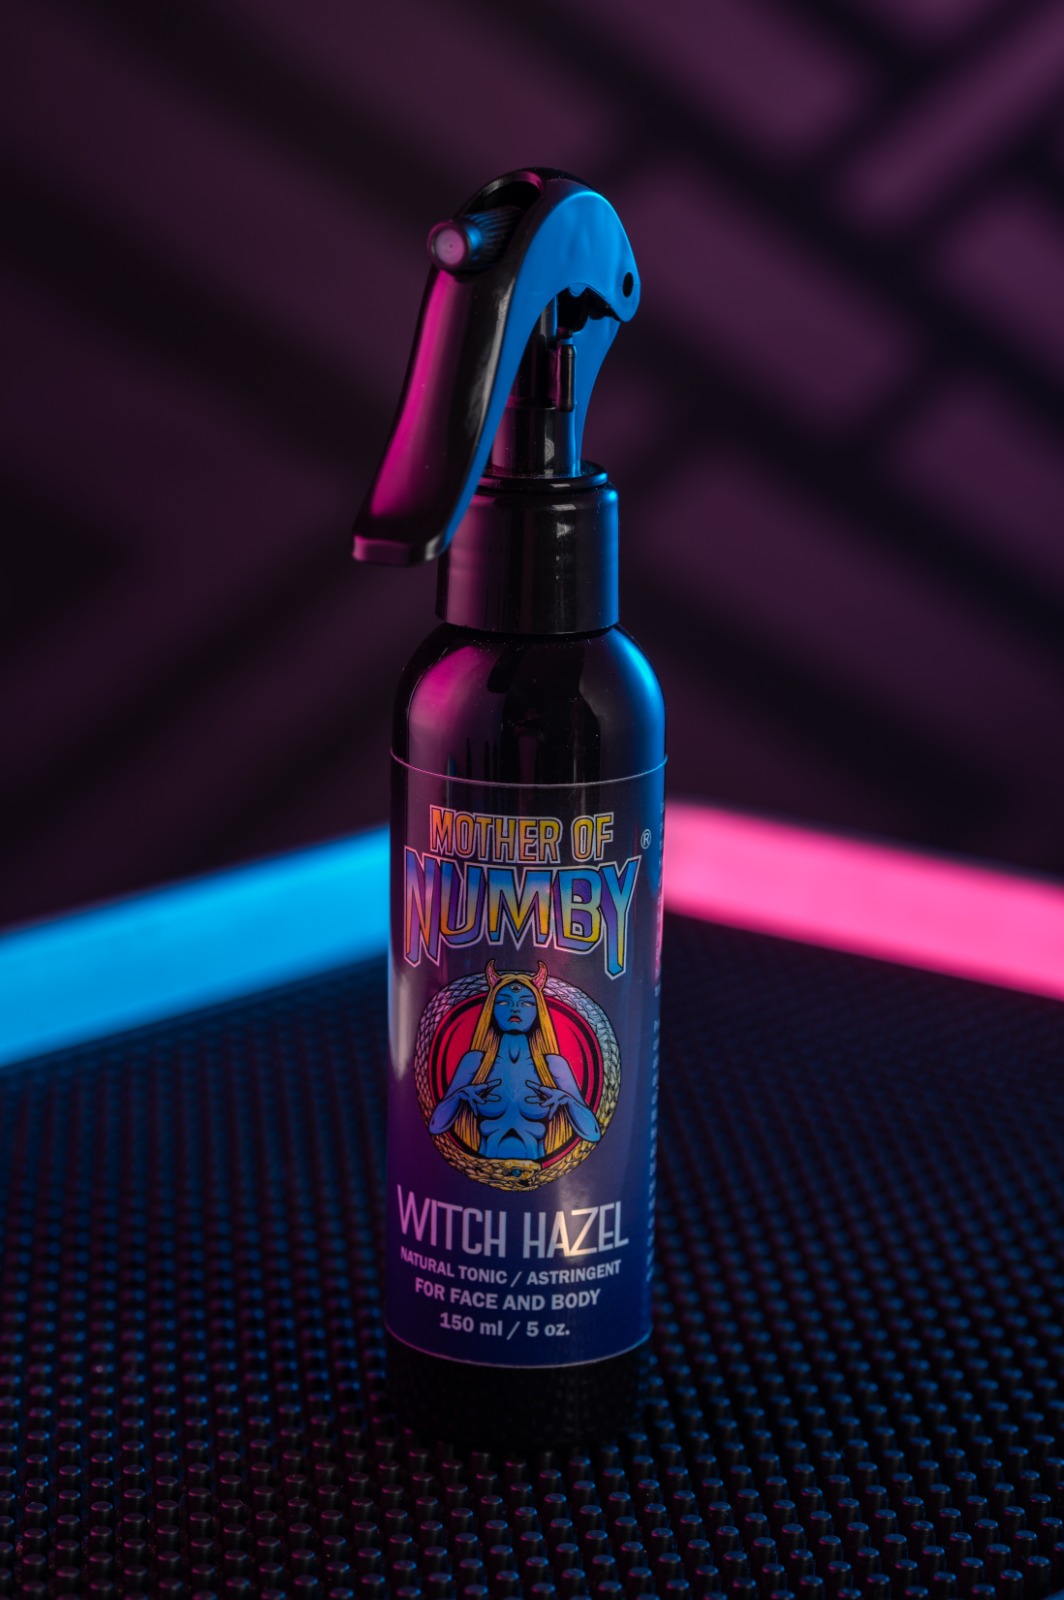 MOTHER OF
NUMBY®
WITCH HAZEL
NATURAL TONIC / ASTRINGENT
FOR FACE AND BODY
150 ml / 5 oz.